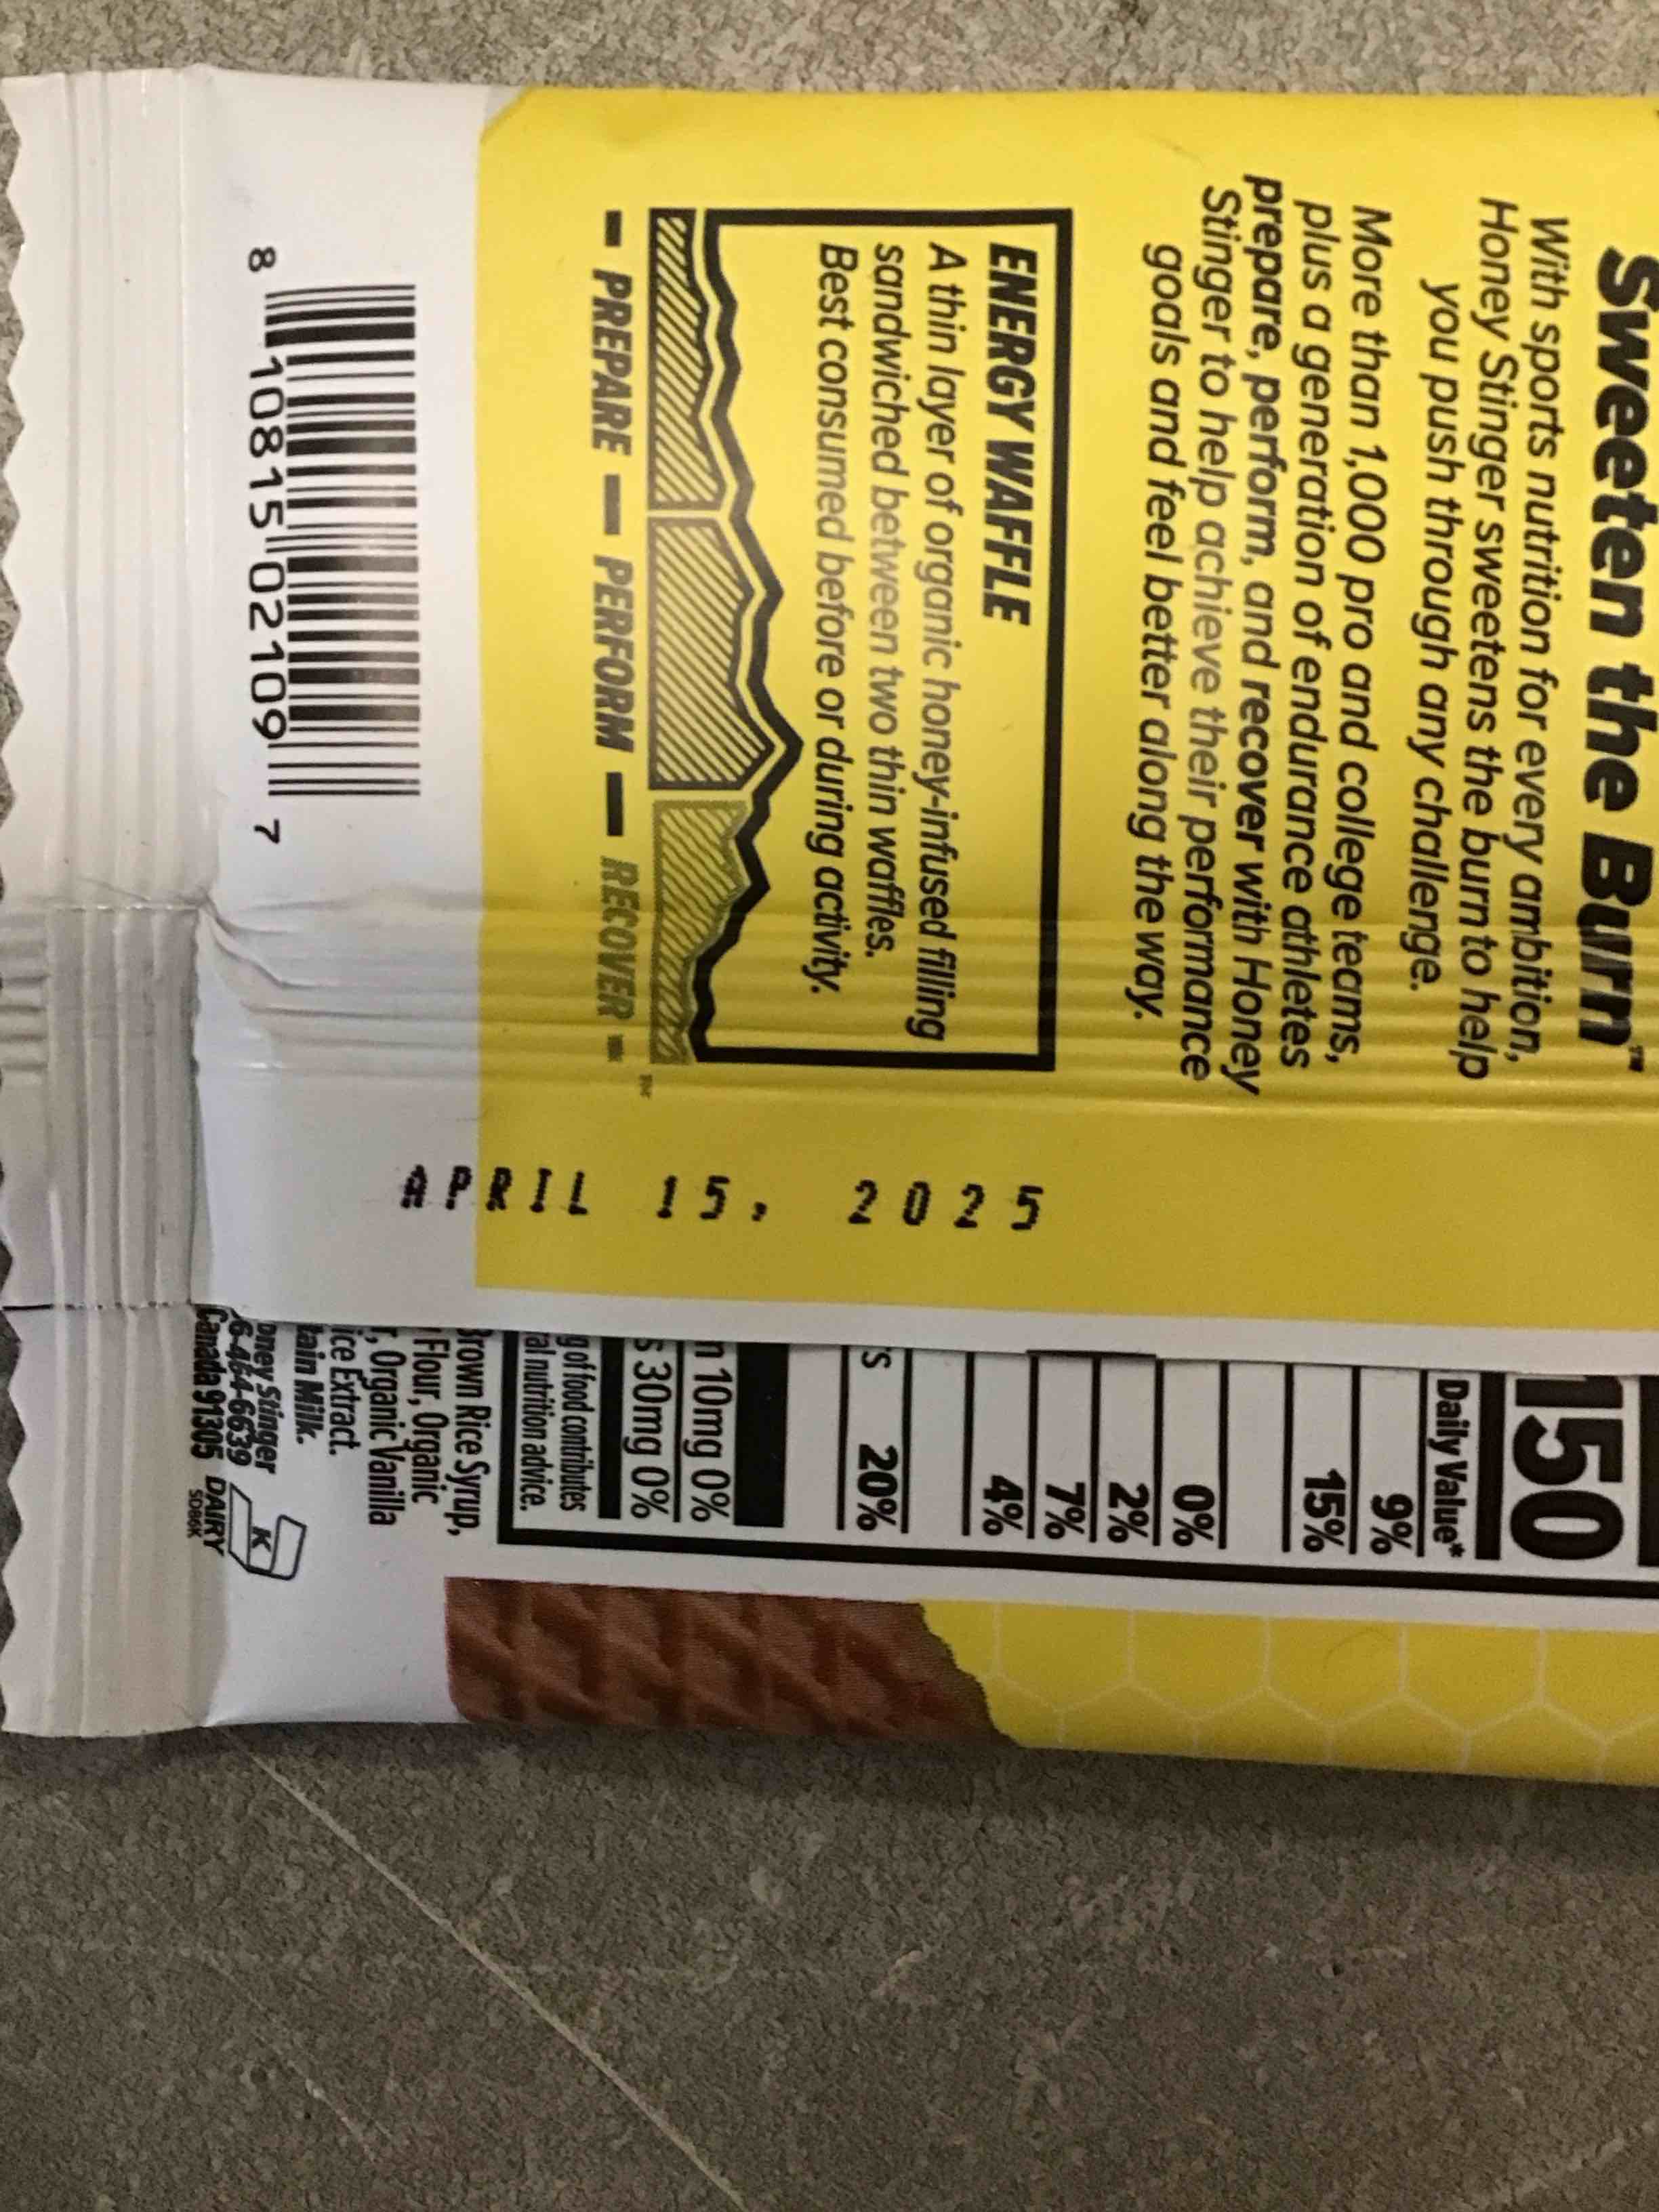 Sweeten the Burn™
With sports nutrition for every ambition,
Honey Stinger sweetens the burn to help
you push through any challenge.
More than 1,000 pro and college teams,
plus a generation of endurance athletes
prepare, perform, and recover with Honey
Stinger to help achieve their performance
goals and feel better along the way.
ENERGY WAFFLE
A thin layer of organic honey-infused filling
sandwiched between two thin waffles.
Best consumed before or during activity.
PREPARE — PERFORM — RECOVER ™
8 10815 02109 7
APRIL 15, 2025
150
Daily Value*
9%
15%
0%
2%
7%
4%
20%
10mg 0%
30mg 0%
of food contributes
nutrition advice.
Brown Rice Syrup,
Flour, Organic
Organic Vanilla
Extract.
Milk.
Stinger
6-464-6639
Canada 91305
K
DAIRY